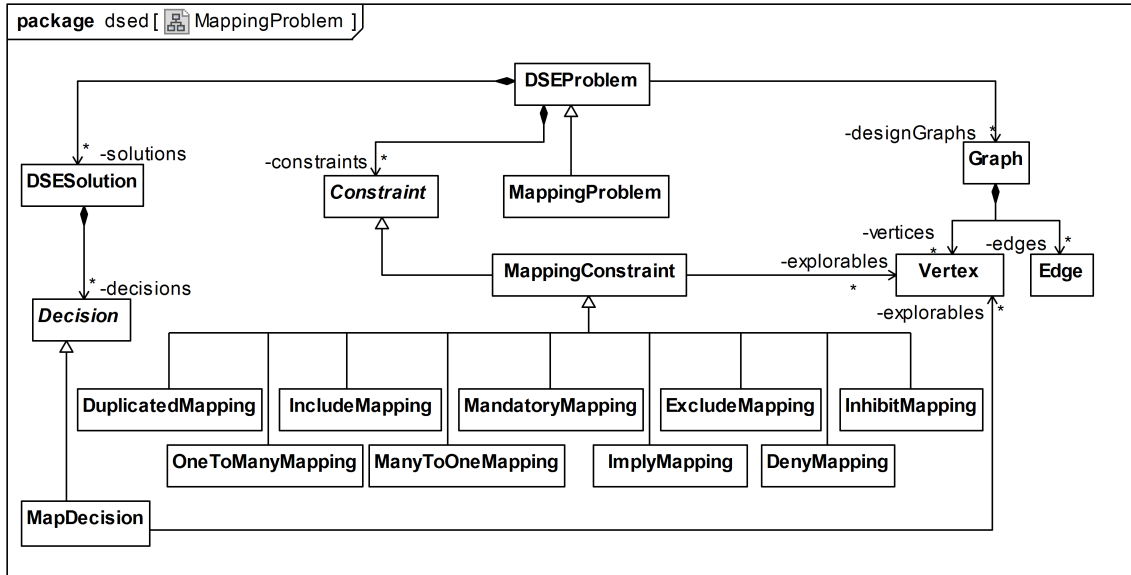 package dsed [ MappingProblem ]
DSEProblem
-designGraphs *
* -solutions
-constraints *
DSESolution
Constraint
MappingProblem
Graph
-vertices
*
-edges *
MappingConstraint
-explorables
*
Vertex
Edge
* -decisions
Decision
-explorables *
DuplicatedMapping
IncludeMapping
MandatoryMapping
ExcludeMapping
InhibitMapping
OneToManyMapping
ManyToOneMapping
ImplyMapping
DenyMapping
MapDecision